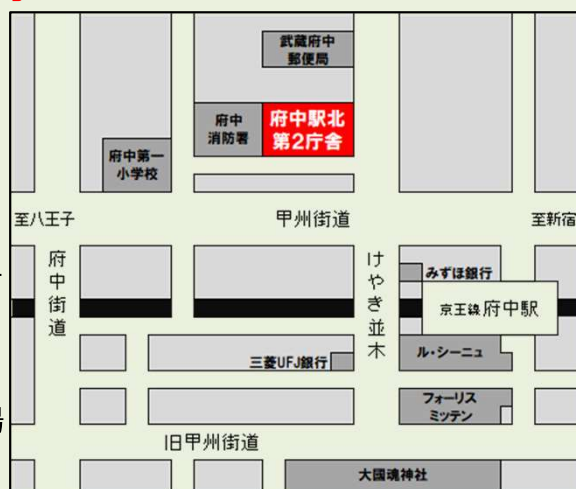 武蔵府中
郵便局
府中
消防署
府中駅北
第2庁舎
府中第一
小学校
至八王子
甲州街道
至新宿
府中街道
けやき並木
みずほ銀行
京王線府中駅
三菱UFJ銀行
ル・シーニュ
フォーリス
ミッテン
旧甲州街道
大國魂神社